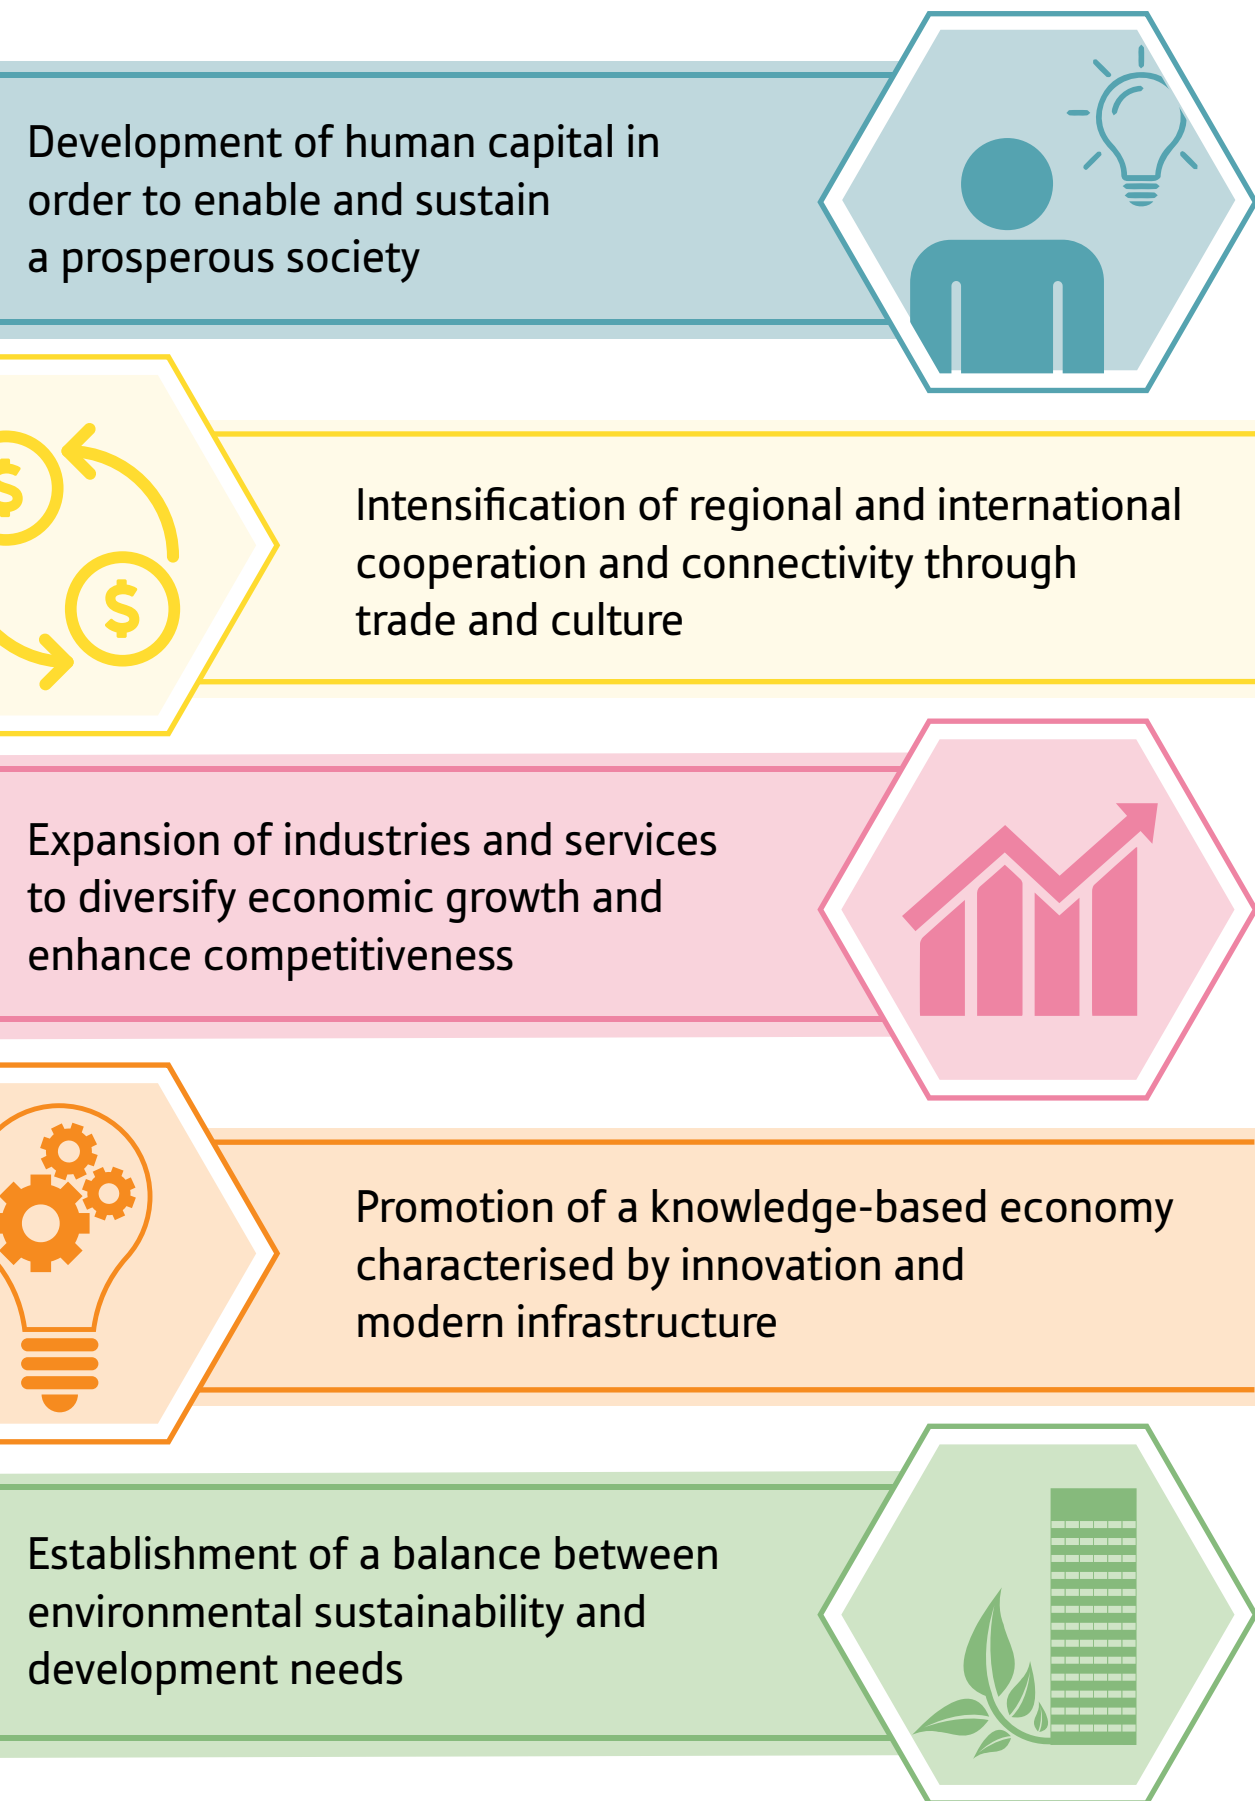 Development of human capital in
order to enable and sustain
a prosperous society
$
$
Intensification of regional and international
cooperation and connectivity through
trade and culture
Expansion of industries and services
to diversify economic growth and
enhance competitiveness
Promotion of a knowledge-based economy
characterised by innovation and
modern infrastructure
Establishment of a balance between
environmental sustainability and
development needs